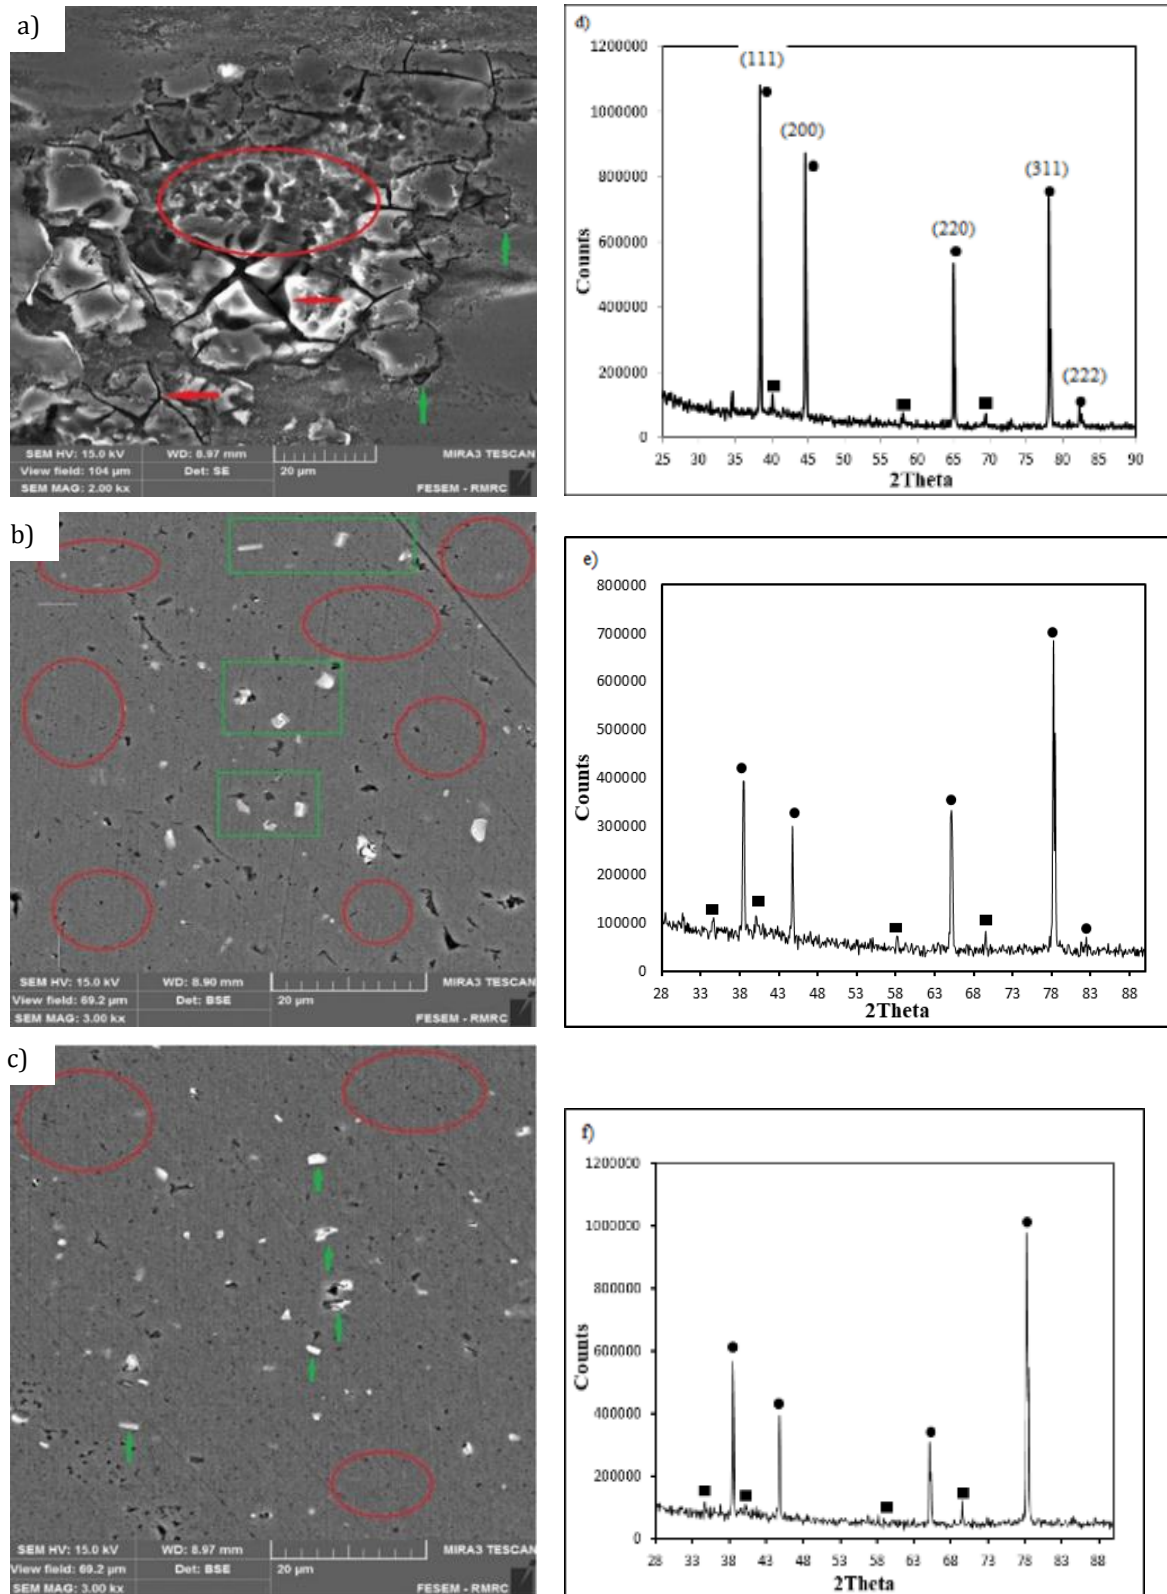 a)
SEM HV: 15.0 kV WD: 8.97 mm MIRA3 TESCAN
View field: 104 µm Det: SE 20 µm
SEM MAG: 2.00 kx FESEM - RMRC
d)
1200000
1000000
800000
600000
400000
200000
0
Counts
(111)
(200)
(220)
(311)
(222)
25 30 35 40 45 50 55 60 65 70 75 80 85 90
2Theta
b)
SEM HV: 15.0 kV WD: 8.90 mm MIRA3 TESCAN
View field: 69.2 µm Det: BSE 20 µm
SEM MAG: 3.00 kx FESEM - RMRC
e)
800000
700000
600000
500000
400000
300000
200000
100000
0
Counts
28 33 38 43 48 53 58 63 68 73 78 83 88
2Theta
c)
SEM HV: 15.0 kV WD: 8.97 mm MIRA3 TESCAN
View field: 69.2 µm Det: BSE 20 µm
SEM MAG: 3.00 kx FESEM - RMRC
f)
1200000
1000000
800000
600000
400000
200000
0
Counts
28 33 38 43 48 53 58 63 68 73 78 83 88
2Theta